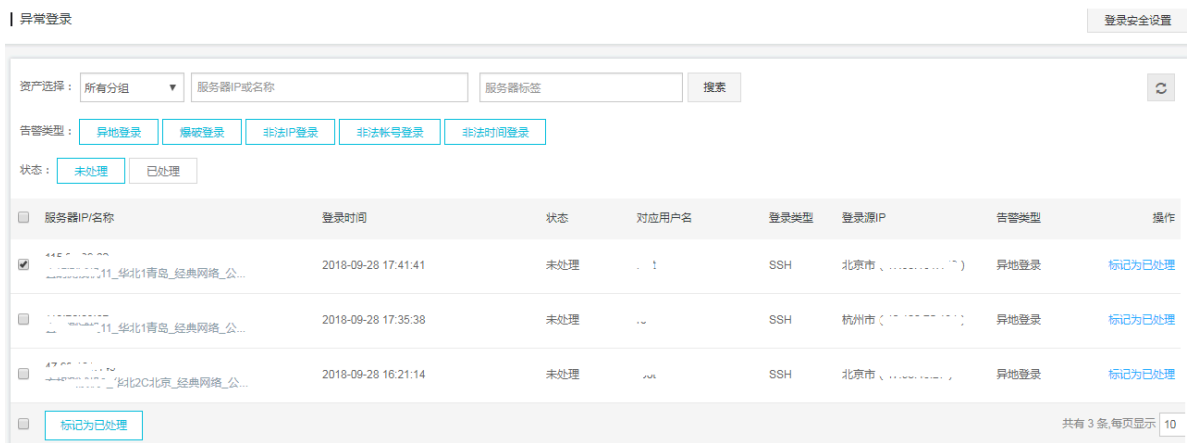 异常登录
登录安全设置
资产选择： 所有分组 服务器IP或名称 服务器标签 搜索
告警类型： 异地登录 爆破登录 非法IP登录 非法帐号登录 非法时间登录
状态： 未处理 已处理
服务器IP/名称 登录时间 状态 对应用户名 登录类型 登录源IP 告警类型 操作
11_华北1青岛_经典网络_公... 2018-09-28 17:41:41 未处理 SSH 北京市 ( ) 异地登录 标记为已处理
11_华北1青岛_经典网络_公... 2018-09-28 17:35:38 未处理 SSH 杭州市 ( ) 异地登录 标记为已处理
_华北2C北京_经典网络_公... 2018-09-28 16:21:14 未处理 SSH 北京市 ( ) 异地登录 标记为已处理
标记为已处理 共有 3 条,每页显示 10